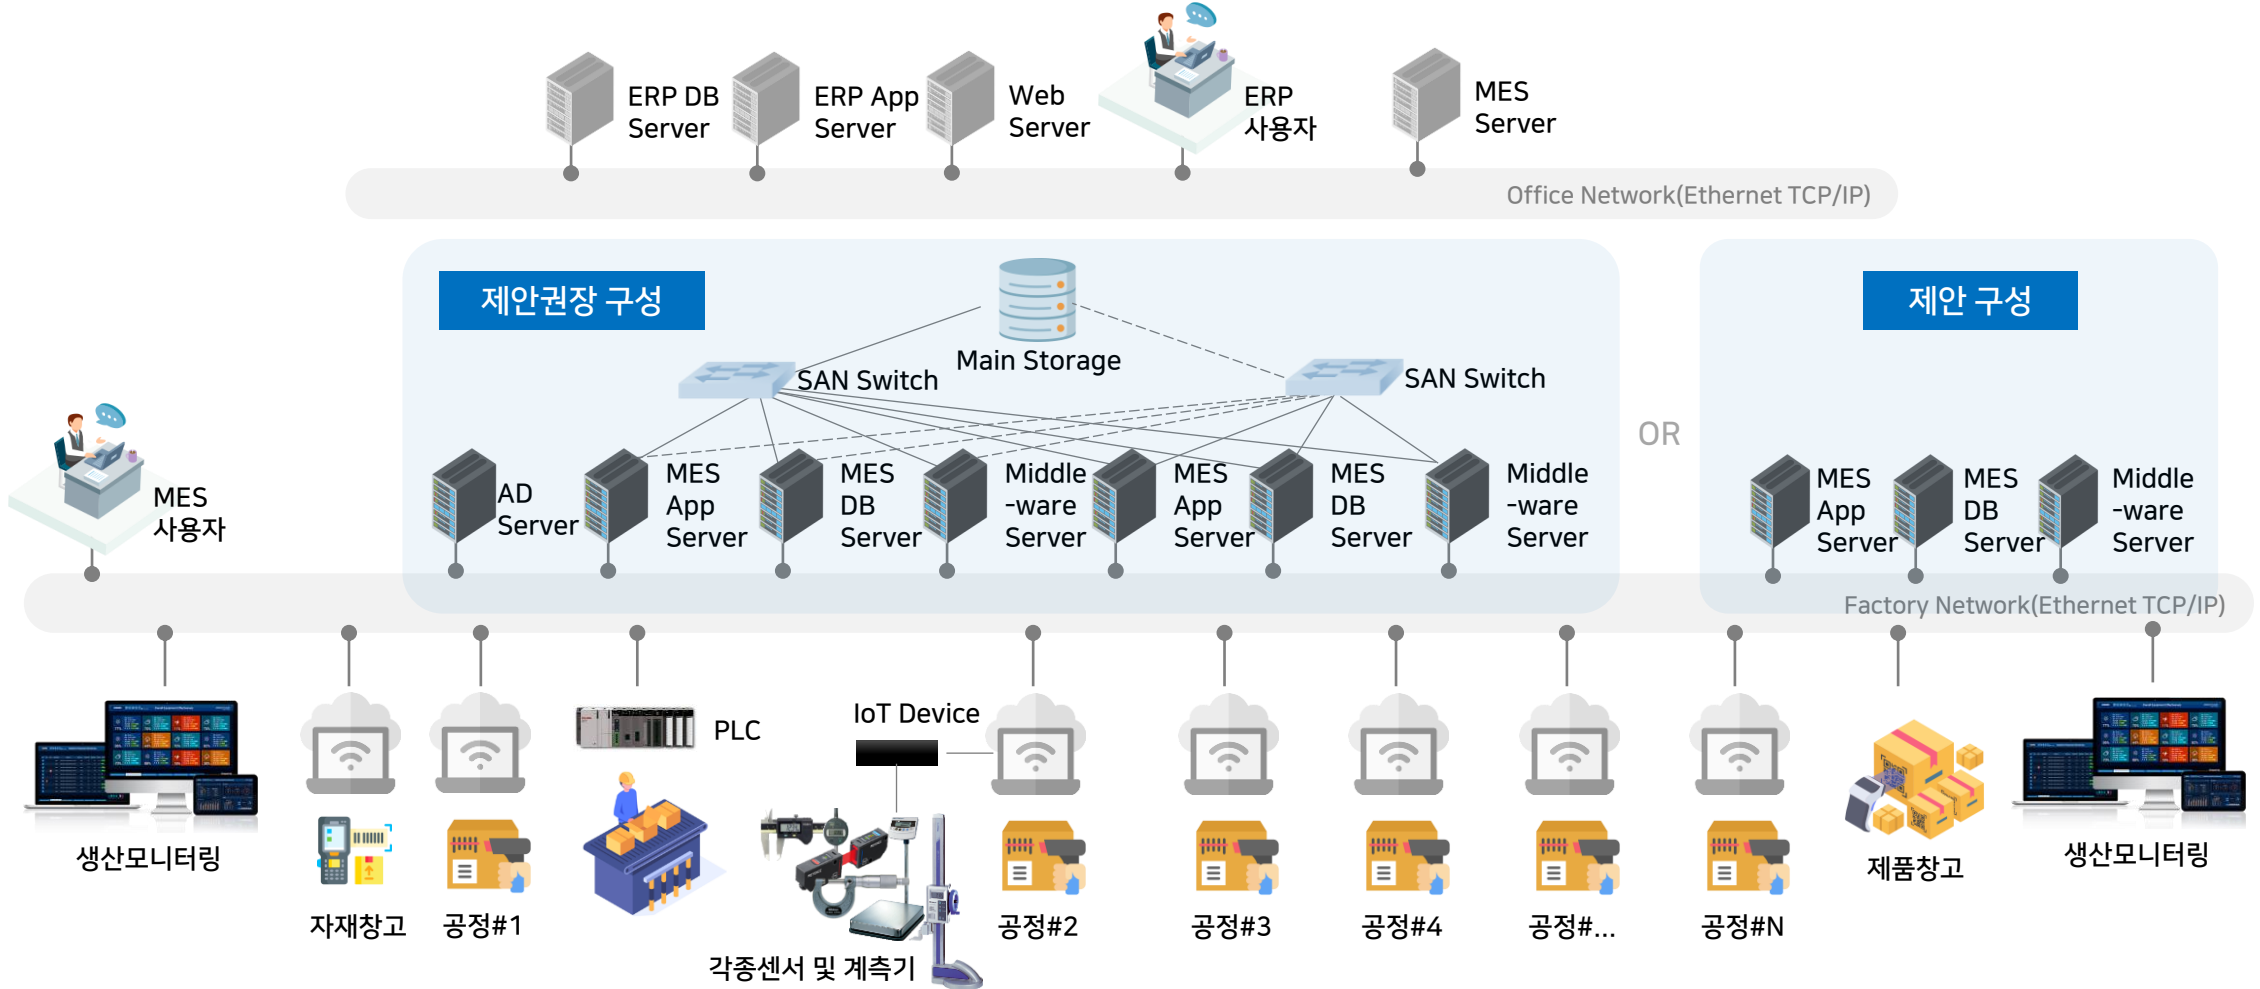 ERP DB
Server
ERP App
Server
Web
Server
ERP
사용자
MES
Server
Office Network(Ethernet TCP/IP)
제안권장 구성
제안 구성
Main Storage
SAN Switch
SAN Switch
OR
MES
사용자
AD
Server
MES
App
Server
MES
DB
Server
Middle
-ware
Server
MES
App
Server
MES
DB
Server
Middle
-ware
Server
MES
App
Server
MES
DB
Server
Middle
-ware
Server
Factory Network(Ethernet TCP/IP)
PLC
IoT Device
생산모니터링
자재창고
공정#1
각종센서 및 계측기
공정#2
공정#3
공정#4
공정#...
공정#N
제품창고
생산모니터링